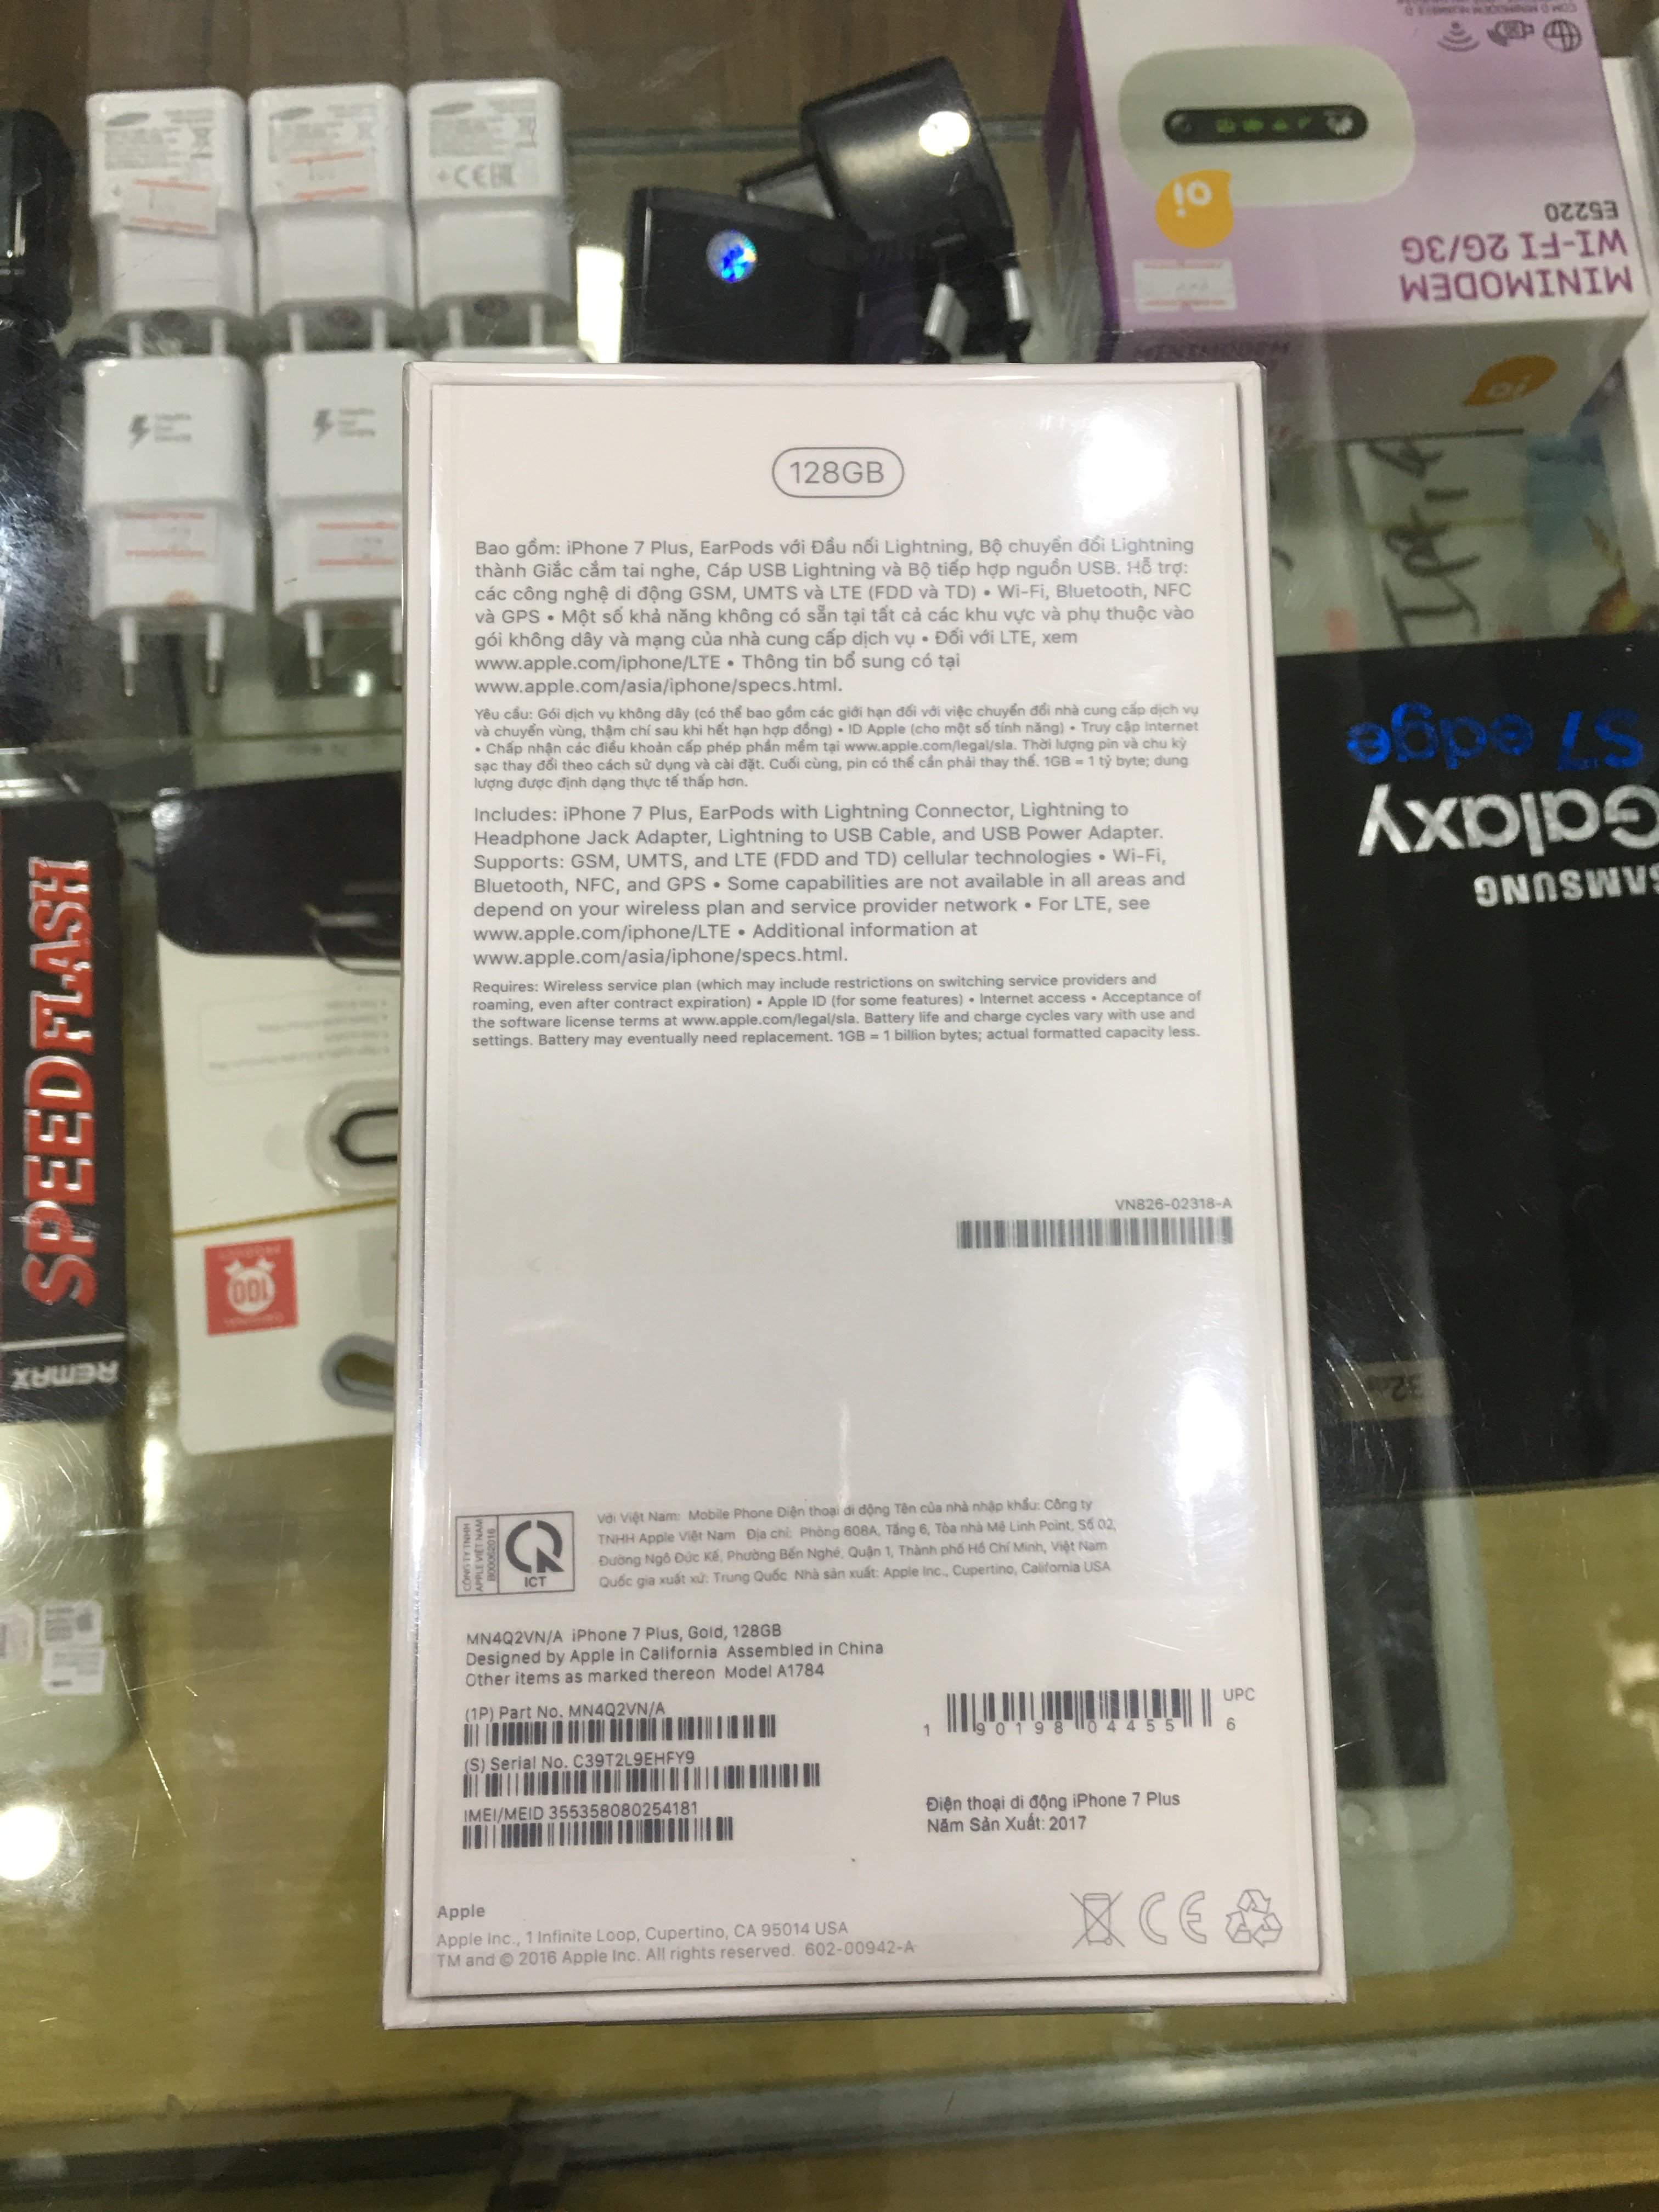 MINIMODEM
WI-FI 2G/3G
E5220
oi
oi
128GB
Bao gồm: iPhone 7 Plus, EarPods với Đầu nối Lightning, Bộ chuyển đổi Lightning
thành Giắc cắm tai nghe, Cáp USB Lightning và Bộ tiếp hợp nguồn USB. Hỗ trợ:
các công nghệ di động GSM, UMTS và LTE (FDD và TD) • Wi-Fi, Bluetooth, NFC
và GPS • Một số khả năng không có sẵn tại tất cả các khu vực và phụ thuộc vào
gói không dây và mạng của nhà cung cấp dịch vụ • Đối với LTE, xem
www.apple.com/iphone/LTE • Thông tin bổ sung có tại
www.apple.com/asia/iphone/specs.html.
Yêu cầu: Gói dịch vụ không dây (có thể bao gồm các giới hạn đối với việc chuyển đổi nhà cung cấp dịch vụ
và chuyển vùng, thậm chí sau khi hết hạn hợp đồng) • ID Apple (cho một số tính năng) • Truy cập Internet
• Chấp nhận các điều khoản cấp phép phần mềm tại www.apple.com/legal/sla. Thời lượng pin và chu kỳ
sạc thay đổi theo cách sử dụng và cài đặt. Cuối cùng, pin có thể cần phải thay thế. 1GB = 1 tỷ byte; dung
lượng được định dạng thực tế thấp hơn.
Includes: iPhone 7 Plus, EarPods with Lightning Connector, Lightning to
Headphone Jack Adapter, Lightning to USB Cable, and USB Power Adapter.
Supports: GSM, UMTS, and LTE (FDD and TD) cellular technologies • Wi-Fi,
Bluetooth, NFC, and GPS • Some capabilities are not available in all areas and
depend on your wireless plan and service provider network • For LTE, see
www.apple.com/iphone/LTE • Additional information at
www.apple.com/asia/iphone/specs.html.
Requires: Wireless service plan (which may include restrictions on switching service providers and
roaming, even after contract expiration) • Apple ID (for some features) • Internet access • Acceptance of
the software license terms at www.apple.com/legal/sla. Battery life and charge cycles vary with use and
settings. Battery may eventually need replacement. 1GB = 1 billion bytes; actual formatted capacity less.
VN826-02318-A
CÔNG TY TNHH
APPLE VIỆT NAM
B00062016
ICT
Với Việt Nam: Mobile Phone Điện thoại di động Tên của nhà nhập khẩu: Công ty
TNHH Apple Việt Nam Địa chỉ: Phòng 608A, Tầng 6, Tòa nhà Mê Linh Point, Số 02,
Đường Ngô Đức Kế, Phường Bến Nghé, Quận 1, Thành phố Hồ Chí Minh, Việt Nam
Quốc gia xuất xứ: Trung Quốc Nhà sản xuất: Apple Inc., Cupertino, California USA
MN4Q2VN/A iPhone 7 Plus, Gold, 128GB
Designed by Apple in California Assembled in China
Other items as marked thereon Model A1784
(1P) Part No. MN4Q2VN/A
(S) Serial No. C39T2L9EHFY9
IMEI/MEID 355358080254181
UPC
1 90198 04455 6
Điện thoại di động iPhone 7 Plus
Năm Sản Xuất: 2017
Apple
Apple Inc., 1 Infinite Loop, Cupertino, CA 95014 USA
TM and © 2016 Apple Inc. All rights reserved. 602-00942-A
CE
SAMSUNG
Galaxy
S7 edge
SPEED FLASH
REMAX
100